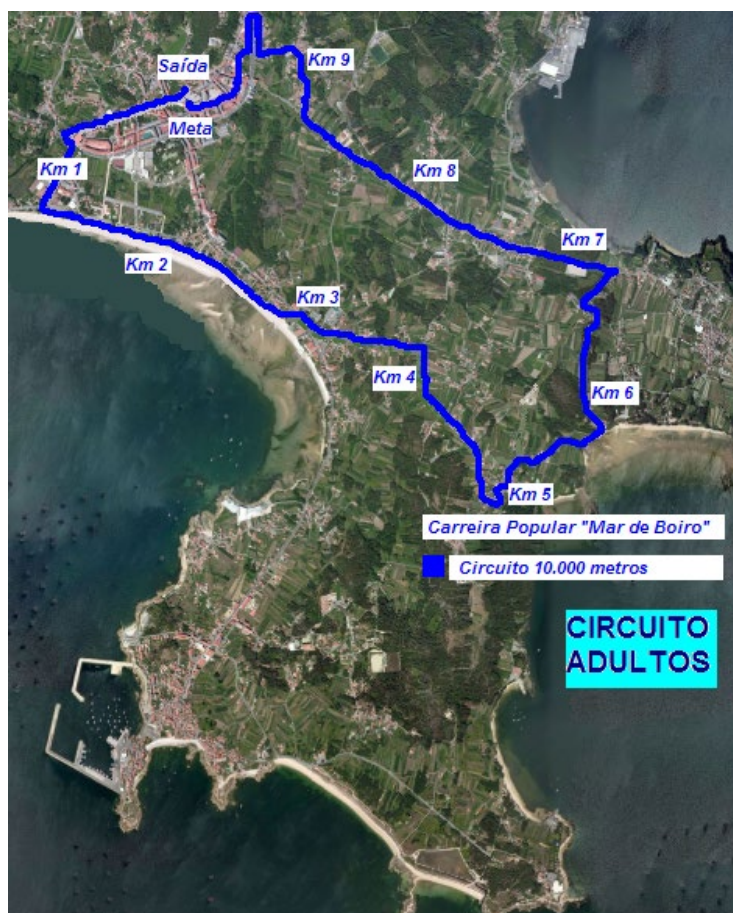 Km 9
Saída
Meta
Km 1
Km 8
Km 7
Km 2
Km 3
Km 4
Km 6
Km 5
Carreira Popular "Mar de Boiro"
Circuito 10.000 metros
CIRCUITO
ADULTOS